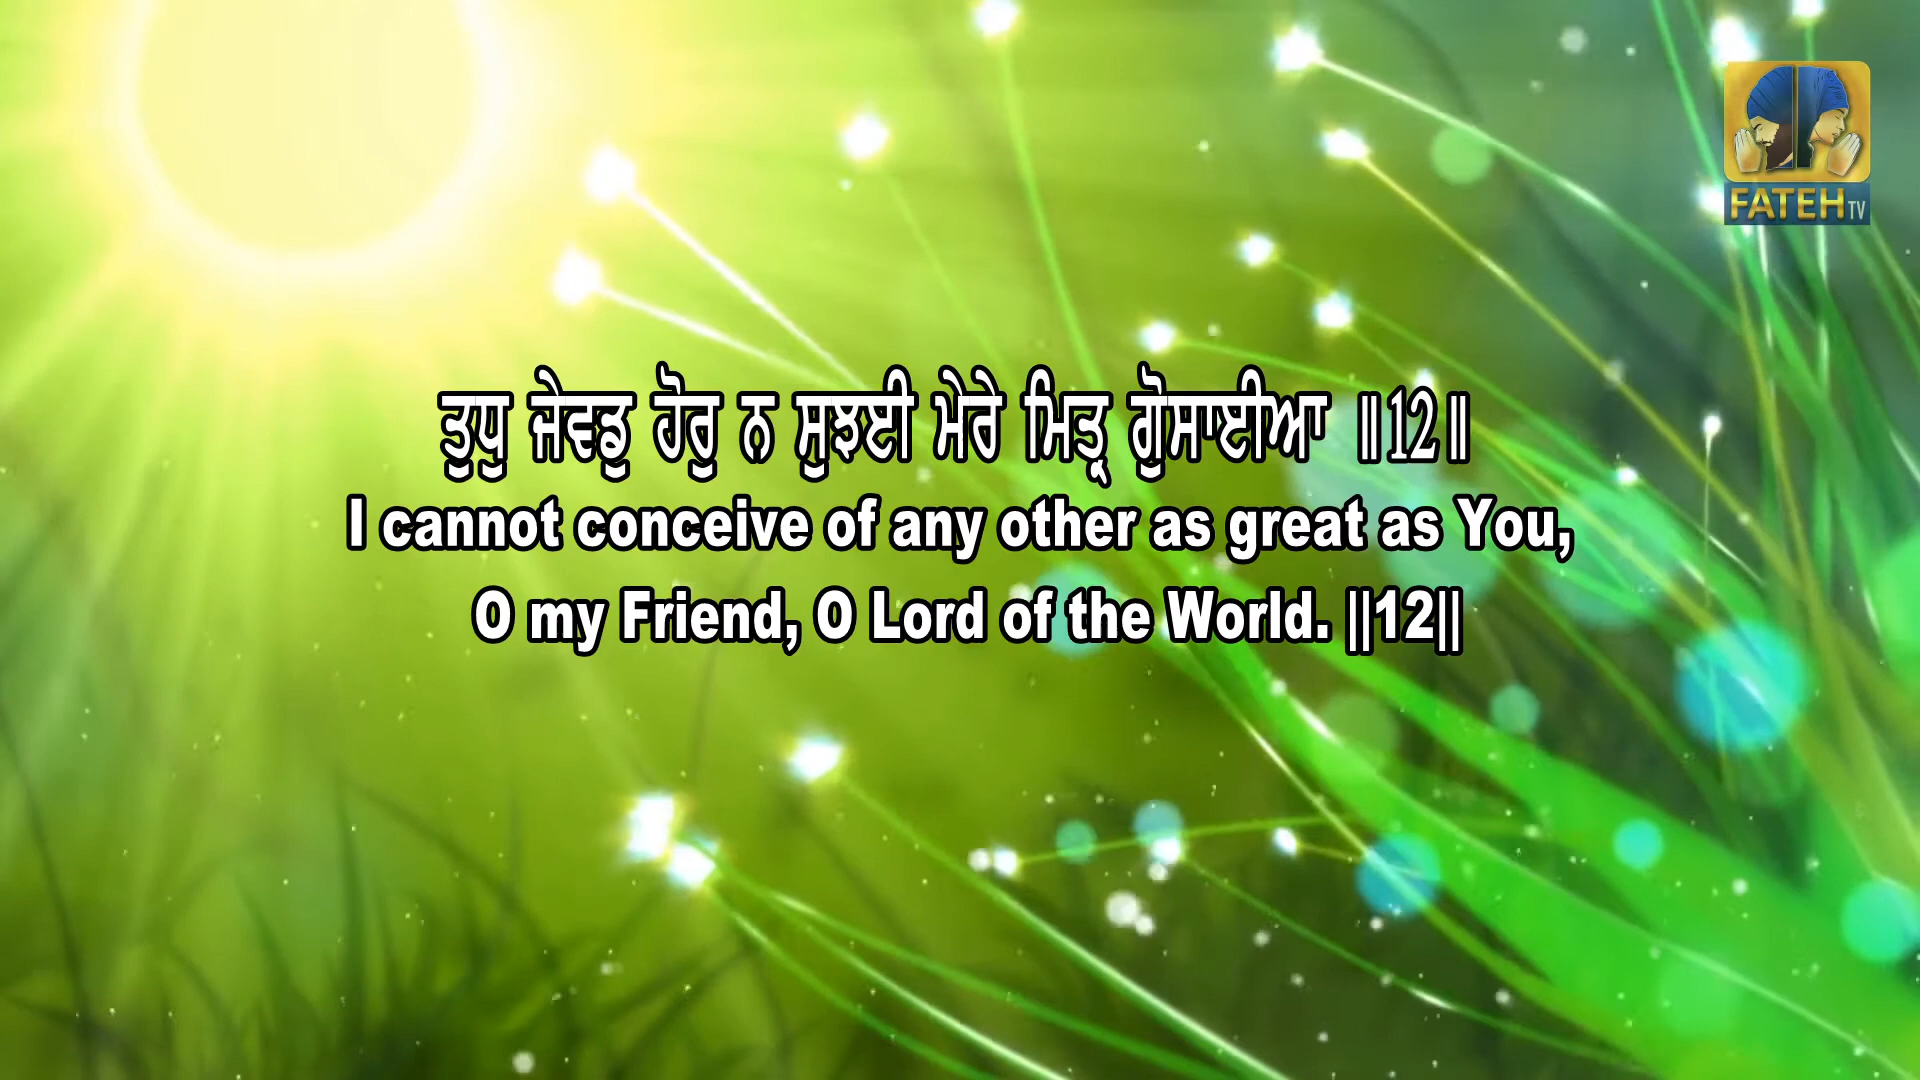 FATEH TV
ਤੁਧੁ ਜੇਵਡੁ ਹੋਰੁ ਨ ਸੁਝਈ ਮੇਰੇ ਮਿਤ੍ਰ ਗੋੁਸਾਈਆ ॥12॥
I cannot conceive of any other as great as You,
O my Friend, O Lord of the World. ||12||